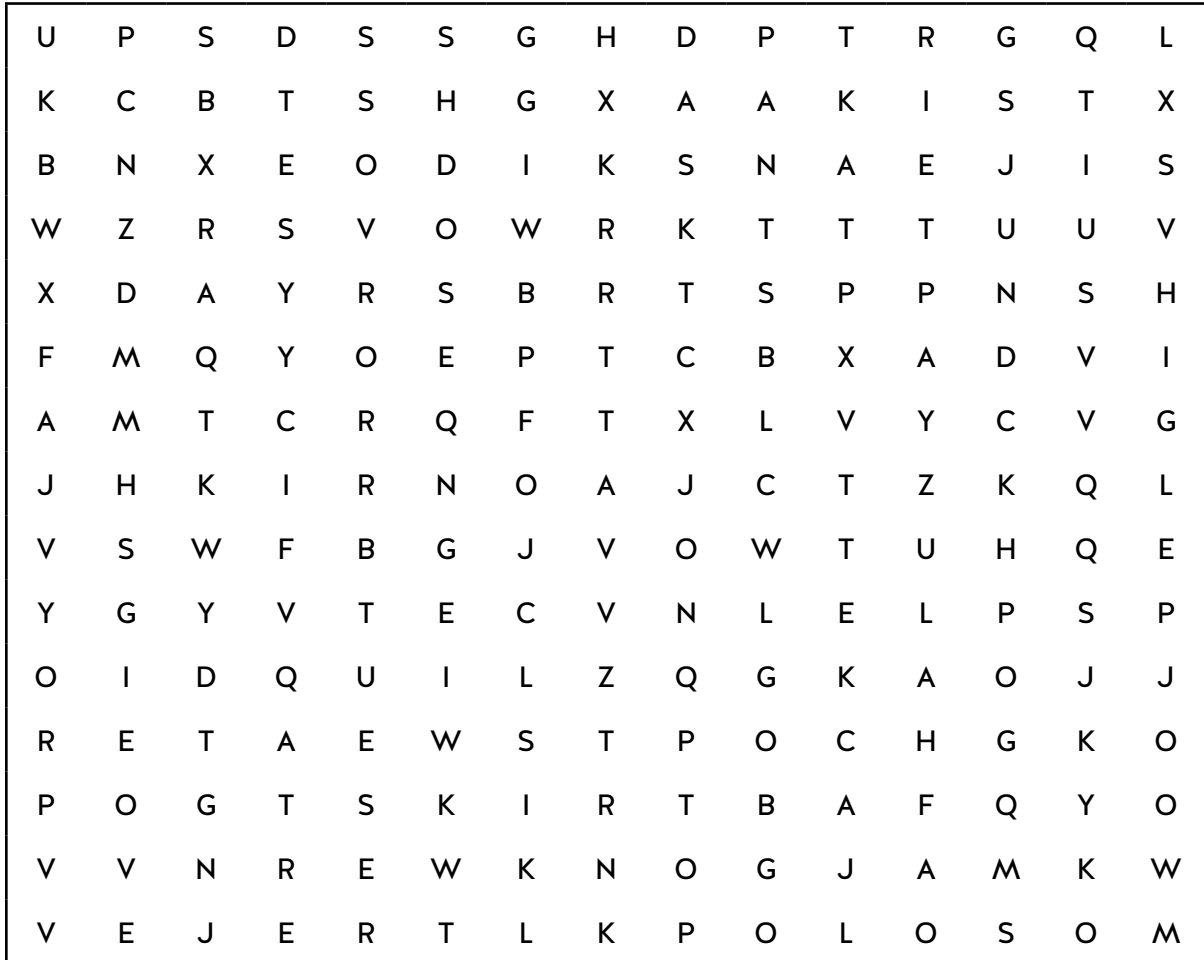 U P S D S S G H D P T R G Q L
K C B T S H G X A A K I S T X
B N X E O D I K S N A E J I S
W Z R S V O W R K T T T U U V
X D A Y R S B R T S P P N S H
F M Q Y O E P T C B X A D V I
A M T C R Q F T X L V Y C V G
J H K I R N O A J C T Z K Q L
V S W F B G J V O W T U H Q E
Y G Y V T E C V N L E L P S P
O I D Q U I L Z Q G K A O J J
R E T A E W S T P O C H G K O
P O G T S K I R T B A F Q Y O
V V N R E W K N O G J A M K W
V E J E R T L K P O L O S O M